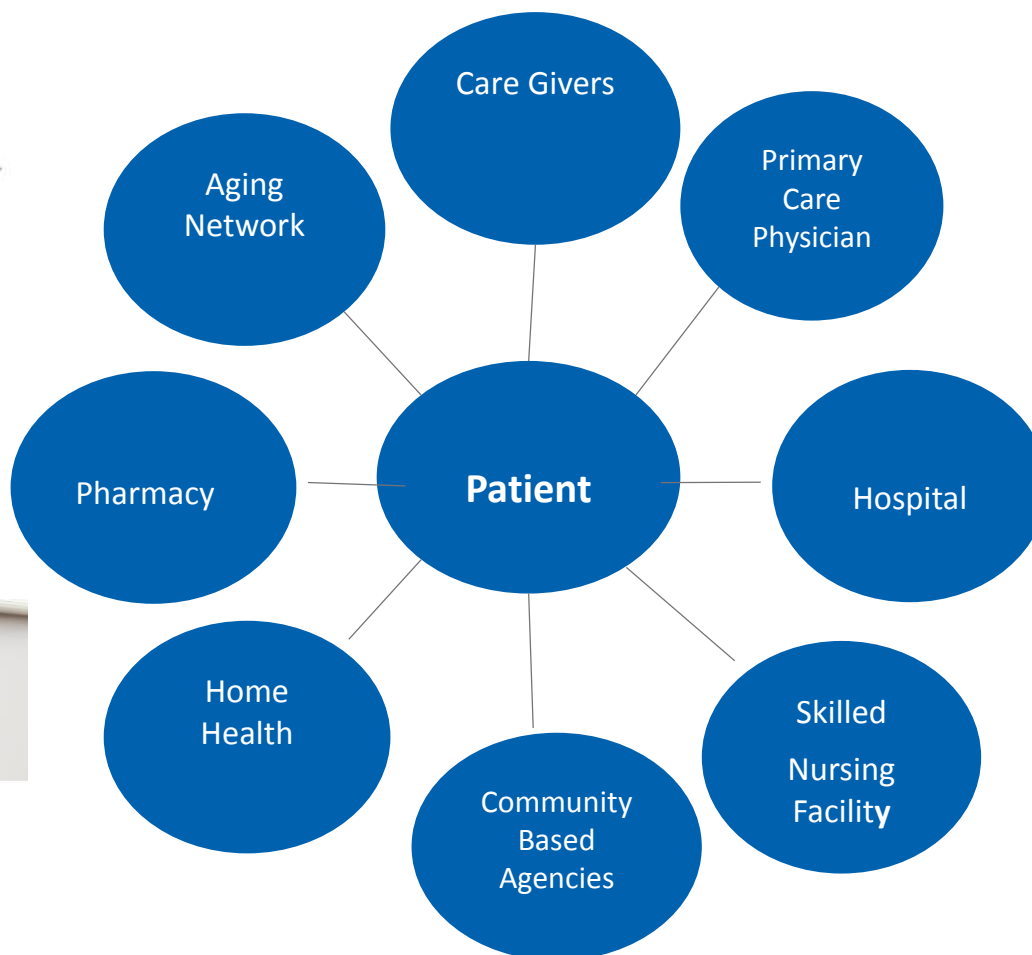 Care Givers
Primary
Care
Physician
Aging
Network
Pharmacy
Patient
Hospital
Home
Health
Skilled
Nursing
Facility
Community
Based
Agencies